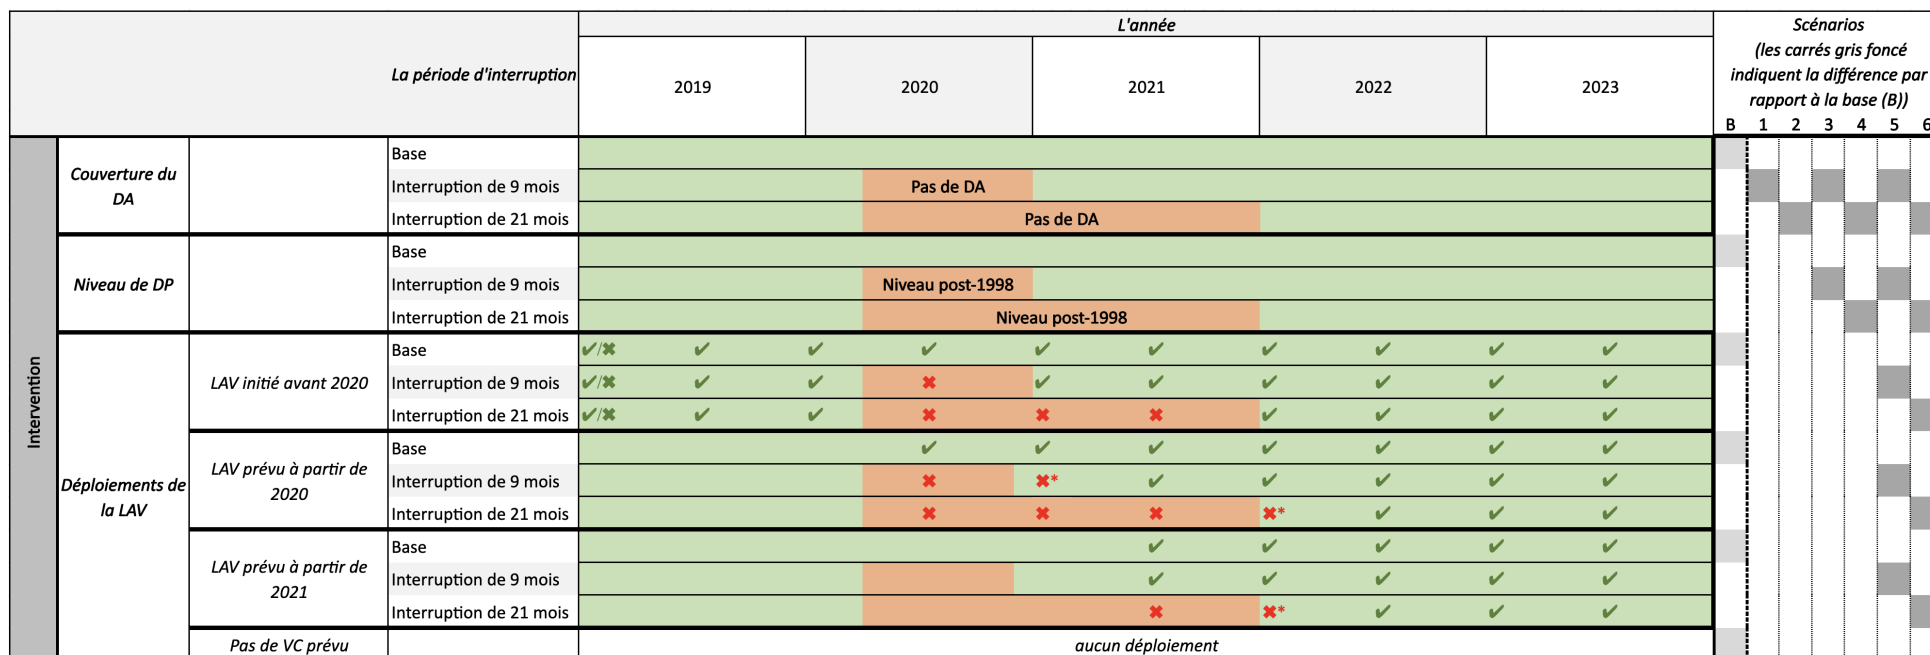 L'année
Scénarios
(les carrés gris foncé
indiquent la différence par
rapport à la base (B))
La période d'interruption
2019 2020 2021 2022 2023
B 1 2 3 4 5 6
Intervention
Couverture du
DA
Base
Interruption de 9 mois Pas de DA
Interruption de 21 mois Pas de DA
Niveau de DP
Base
Interruption de 9 mois Niveau post-1998
Interruption de 21 mois Niveau post-1998
Déploiements de
la LAV
LAV initié avant 2020
Base ✔/✖ ✔ ✔ ✔ ✔ ✔ ✔ ✔ ✔ ✔
Interruption de 9 mois ✔/✖ ✔ ✔ ✖ ✔ ✔ ✔ ✔ ✔ ✔
Interruption de 21 mois ✔/✖ ✔ ✔ ✖ ✖ ✖ ✔ ✔ ✔ ✔
LAV prévu à partir de
2020
Base ✔ ✔ ✔ ✔ ✔ ✔ ✔
Interruption de 9 mois ✖ ✖* ✔ ✔ ✔ ✔ ✔
Interruption de 21 mois ✖ ✖ ✖ ✖* ✔ ✔ ✔
LAV prévu à partir de
2021
Base ✔ ✔ ✔ ✔ ✔
Interruption de 9 mois ✔ ✔ ✔ ✔ ✔
Interruption de 21 mois ✖ ✖* ✔ ✔ ✔
Pas de VC prévu aucun déploiement